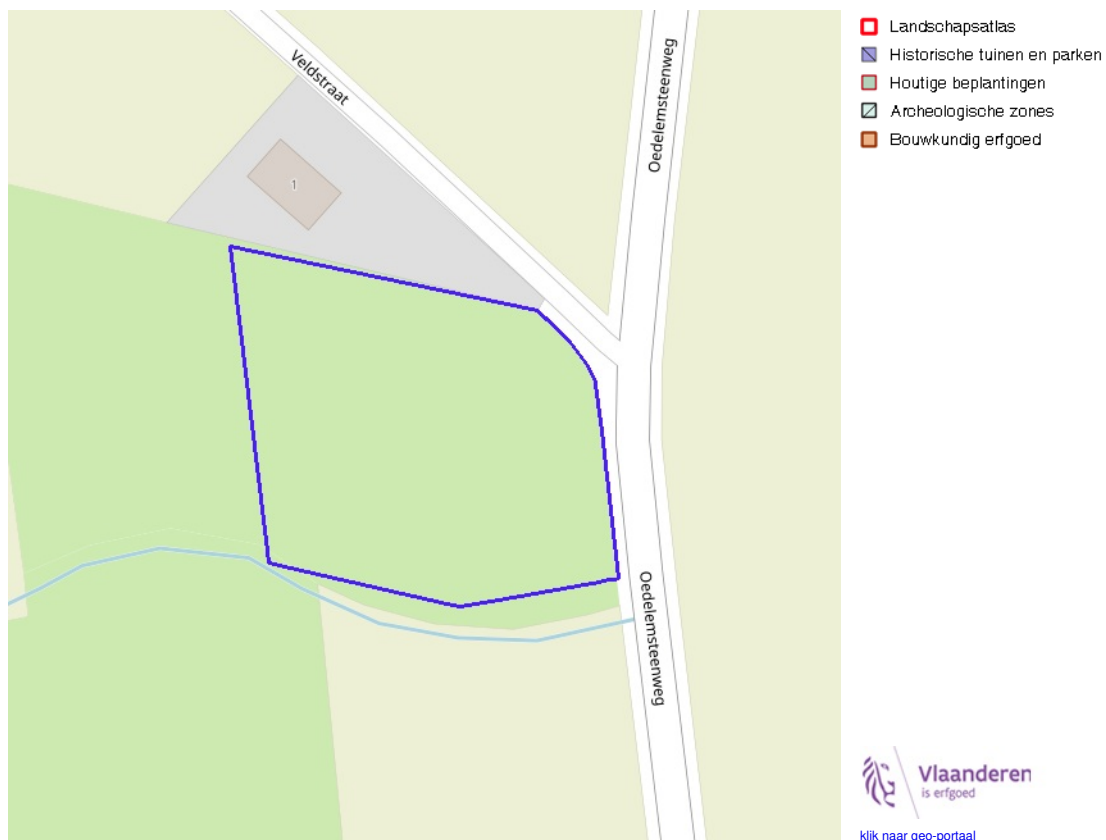 Veldstraat
Oedelemsteenweg
1
Oedelemsteenweg
Landschapsatlas
Historische tuinen en parken
Houtige beplantingen
Archeologische zones
Bouwkundig erfgoed
Vlaanderen
is erfgoed
klik naar geo-portaal